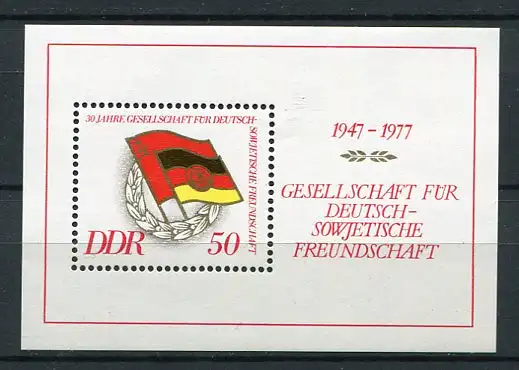 30 JAHRE GESELLSCHAFT FÜR DEUTSCH-
SOWJETISCHE FREUNDSCHAFT
DDR 50
1947 – 1977
GESELLSCHAFT FÜR
DEUTSCH-
SOWJETISCHE
FREUNDSCHAFT